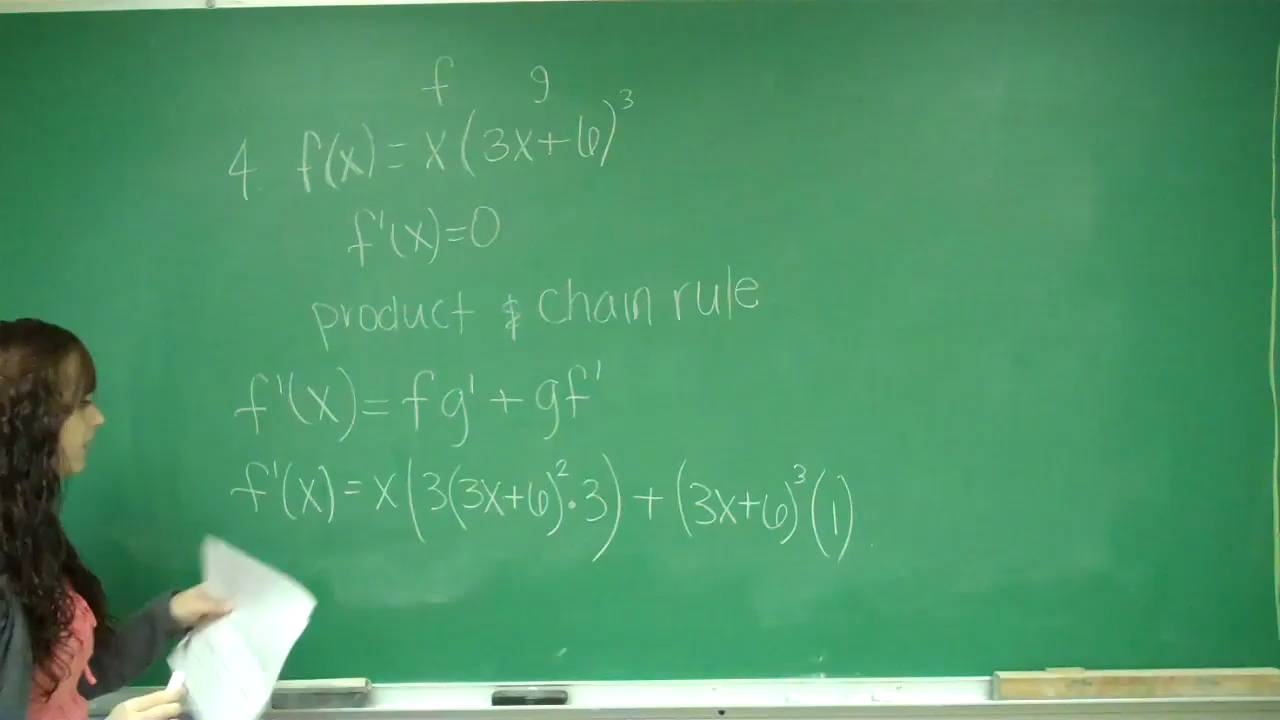 f g
4. f(x) = x(3x+6)³
f'(x)=0
product & chain rule
f'(x) = fg' + gf'
f'(x) = x(3(3x+6)²·3) + (3x+6)³(1)